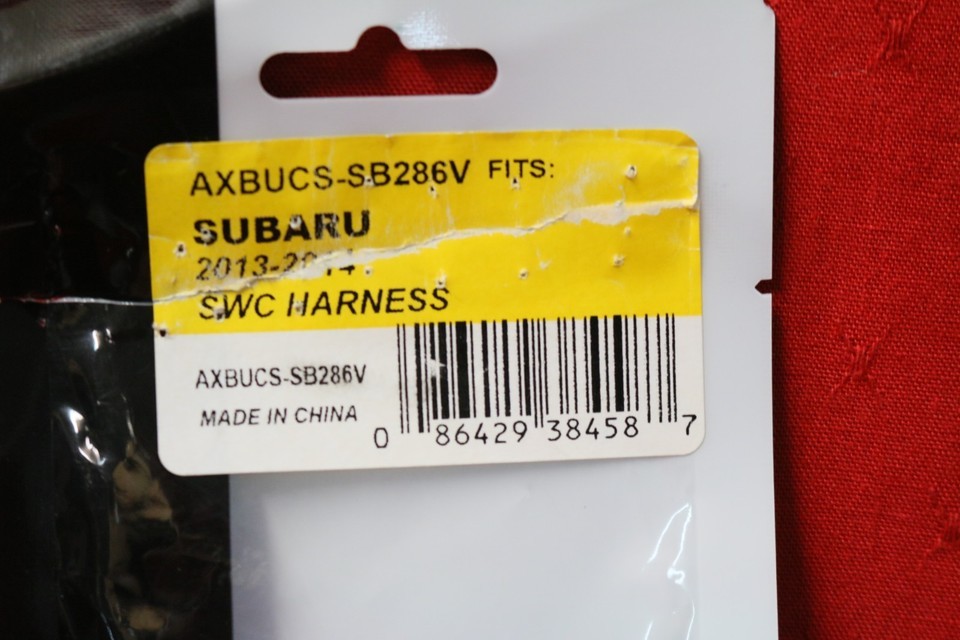 AXBUCS-SB286V FITS:
SUBARU
2013-2014
SWC HARNESS
AXBUCS-SB286V
MADE IN CHINA
0 86429 38458 7